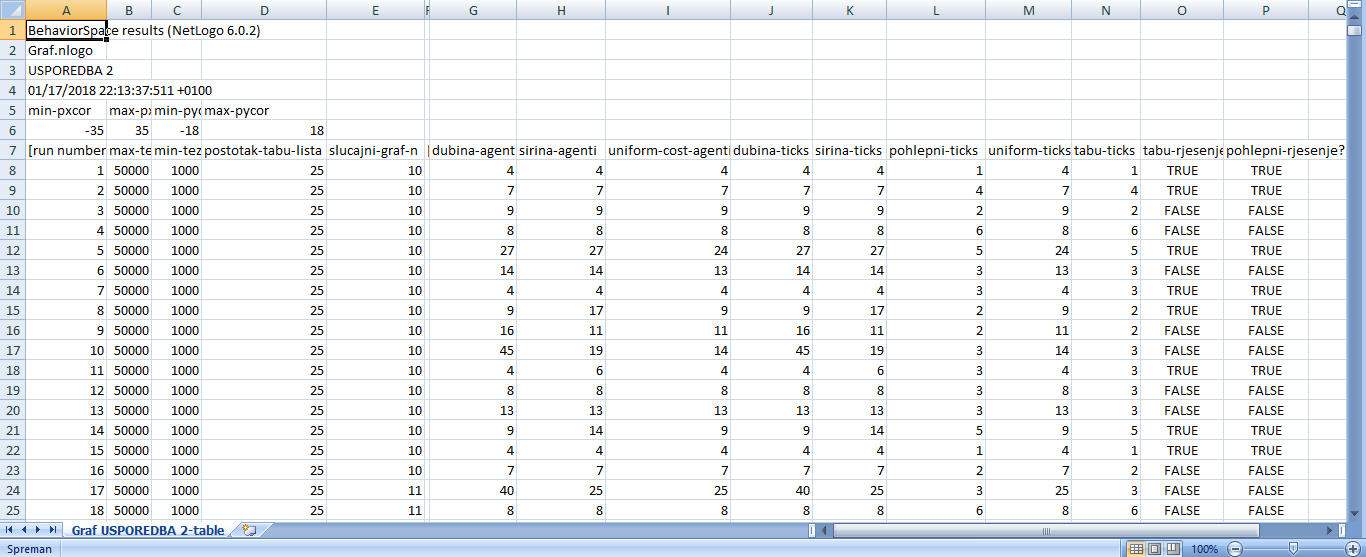 A B C D E F G H I J K L M N O P Q
1 BehaviorSpace results (NetLogo 6.0.2)
2 Graf.nlogo
3 USPOREDBA 2
4 01/17/2018 22:13:37:511 +0100
5 min-pxcor max-px min-pyc max-pycor
6 -35 35 -18 18
7 [run number max-te min-tez postotak-tabu-lista slucajni-graf-n [ dubina-agent sirina-agenti uniform-cost-agenti dubina-ticks sirina-ticks pohlepni-ticks uniform-ticks tabu-ticks tabu-rjesenje pohlepni-rjesenje?
8 1 50000 1000 25 10 4 4 4 4 4 1 4 1 TRUE TRUE
9 2 50000 1000 25 10 7 7 7 7 7 4 7 4 TRUE TRUE
10 3 50000 1000 25 10 9 9 9 9 9 2 9 2 FALSE FALSE
11 4 50000 1000 25 10 8 8 8 8 8 6 8 6 FALSE FALSE
12 5 50000 1000 25 10 27 27 24 27 27 5 24 5 TRUE TRUE
13 6 50000 1000 25 10 14 14 13 14 14 3 13 3 FALSE FALSE
14 7 50000 1000 25 10 4 4 4 4 4 3 4 3 TRUE TRUE
15 8 50000 1000 25 10 9 17 9 9 17 2 9 2 TRUE TRUE
16 9 50000 1000 25 10 16 11 11 16 11 2 11 2 FALSE FALSE
17 10 50000 1000 25 10 45 19 14 45 19 3 14 3 FALSE FALSE
18 11 50000 1000 25 10 4 6 4 4 6 3 4 3 TRUE TRUE
19 12 50000 1000 25 10 8 8 8 8 8 3 8 3 FALSE FALSE
20 13 50000 1000 25 10 13 13 13 13 13 3 13 3 FALSE FALSE
21 14 50000 1000 25 10 9 14 9 9 14 5 9 5 TRUE TRUE
22 15 50000 1000 25 10 4 4 4 4 4 1 4 1 TRUE TRUE
23 16 50000 1000 25 10 7 7 7 7 7 2 7 2 FALSE FALSE
24 17 50000 1000 25 11 40 25 25 40 25 3 25 3 FALSE FALSE
25 18 50000 1000 25 11 8 8 8 8 8 6 8 6 FALSE FALSE
Graf USPOREDBA 2-table
Spreman 100%